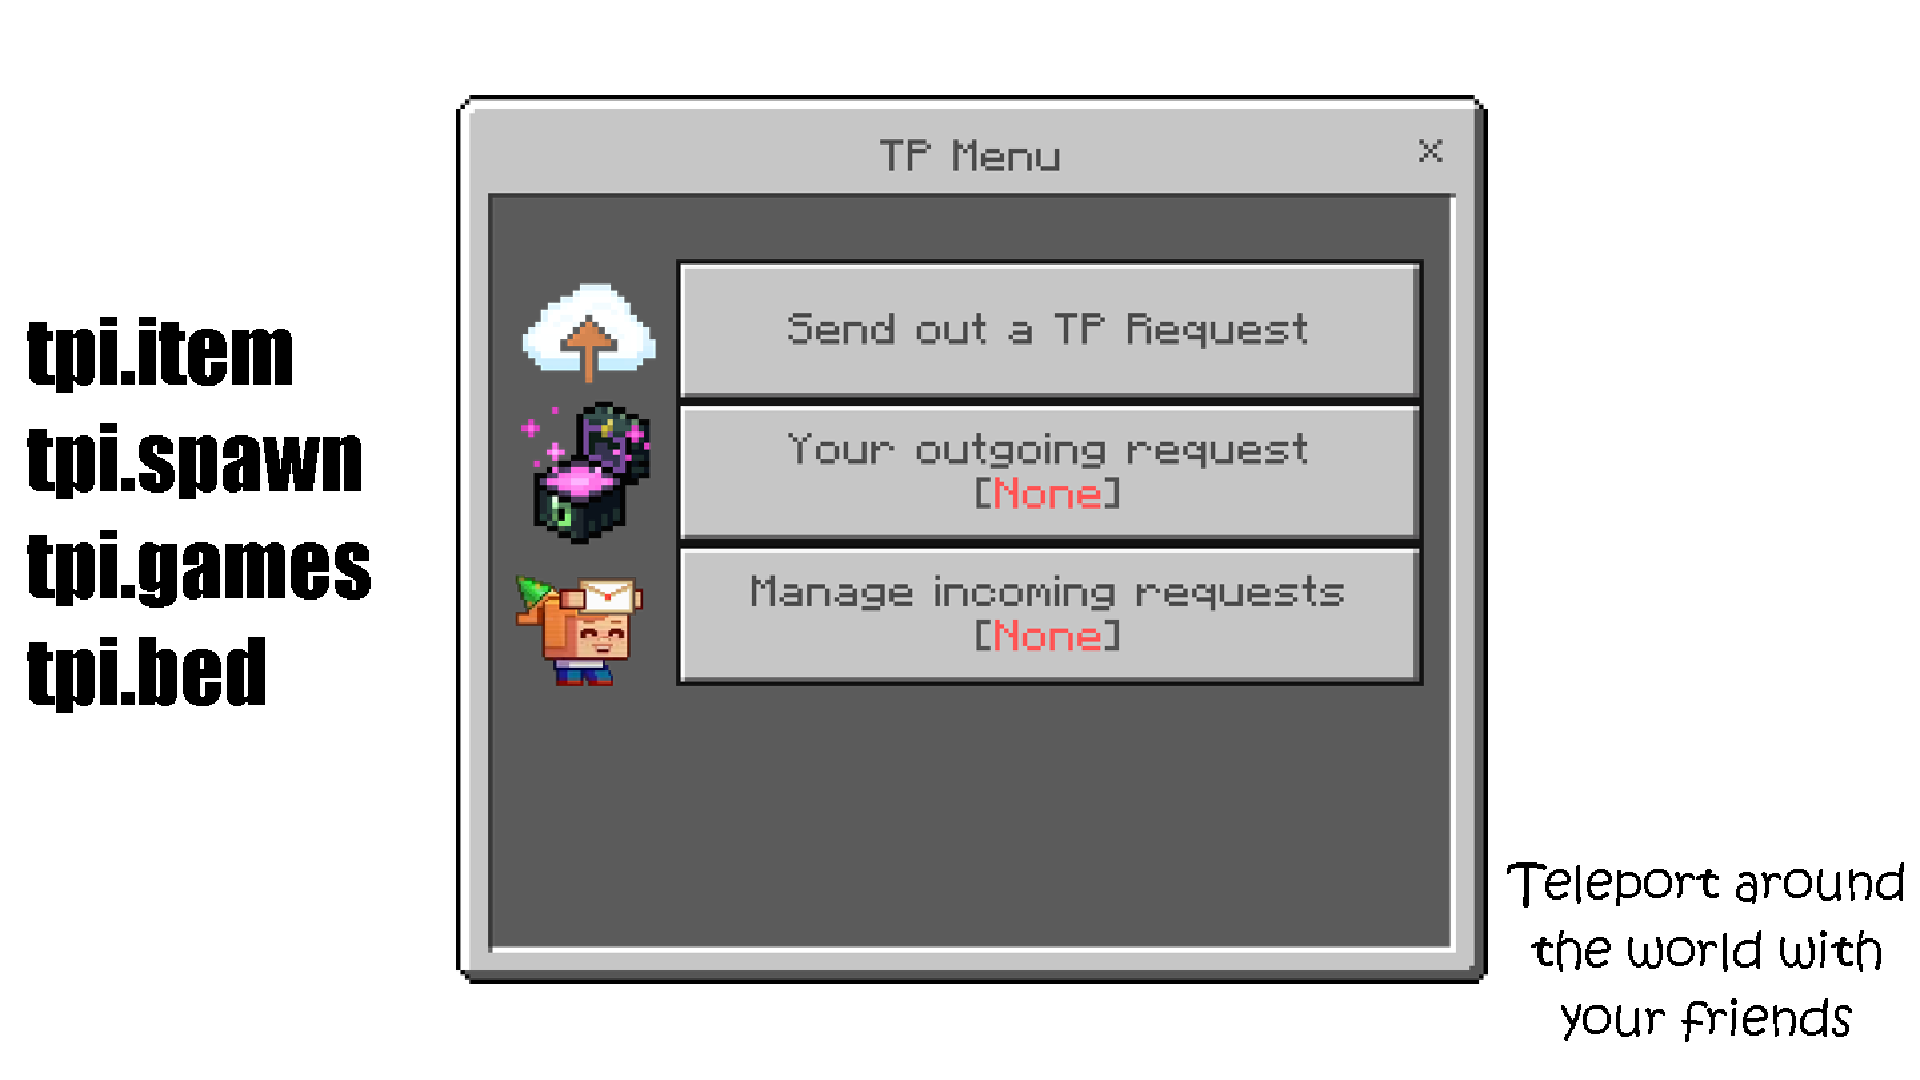 tpi.item
tpi.spawn
tpi.games
tpi.bed
TP Menu
Send out a TP Request
Your outgoing request
[None]
Manage incoming requests
[None]
Teleport around
the world with
your friends